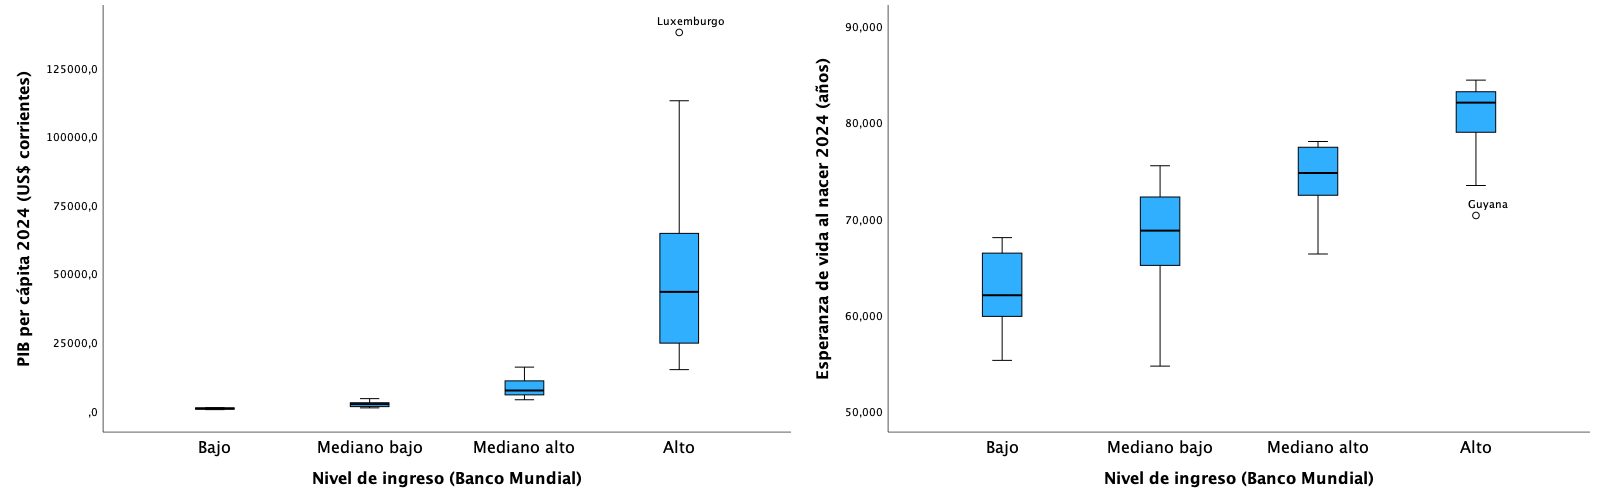 PIB per cápita 2024 (US$ corrientes)
125000,0
100000,0
75000,0
50000,0
25000,0
,0
Luxemburgo
Bajo
Mediano bajo
Mediano alto
Alto
Nivel de ingreso (Banco Mundial)
Esperanza de vida al nacer 2024 (años)
90,000
80,000
70,000
60,000
50,000
Guyana
Bajo
Mediano bajo
Mediano alto
Alto
Nivel de ingreso (Banco Mundial)